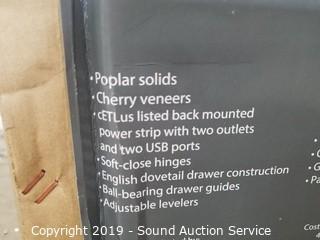 •Poplar solids
•Cherry veneers
•cETLus listed back mounted
power strip with two outlets
and two USB ports
•Soft-close hinges
•English dovetail drawer construction
•Ball-bearing drawer guides
•Adjustable levelers
Copyright 2019 - Sound Auction Service